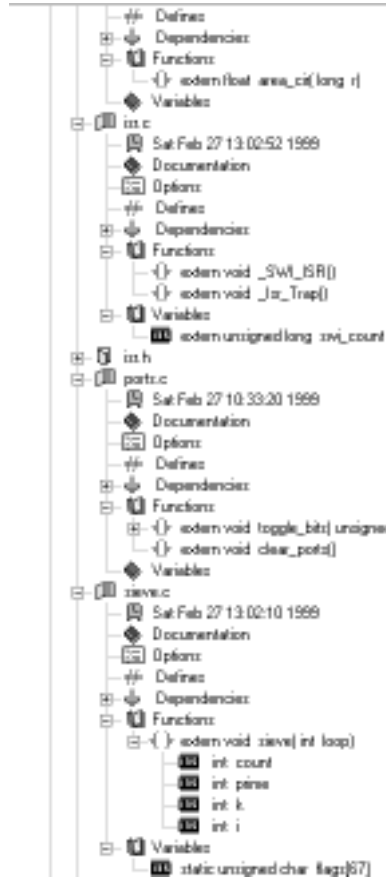 Defines
Dependencies
Functions
extern float area_cir( long r)
Variables
isr.c
Sat Feb 27 13:02:52 1999
Documentation
Options
Defines
Dependencies
Functions
extern void _SWI_ISR()
extern void _Isr_Trap()
Variables
extern unsigned long swi_count
isr.h
ports.c
Sat Feb 27 10:33:20 1999
Documentation
Options
Defines
Dependencies
Functions
extern void toggle_bits( unsigne
extern void clear_ports()
Variables
sieve.c
Sat Feb 27 13:02:10 1999
Documentation
Options
Defines
Dependencies
Functions
extern void sieve( int loop)
int count
int prime
int k
int i
Variables
static unsigned char flags[67]